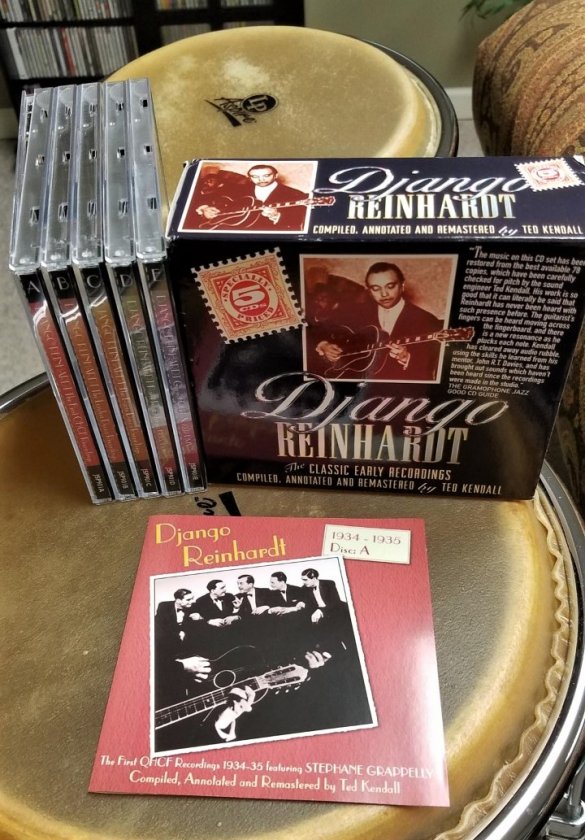 LP
Django
REINHARDT
COMPILED, ANNOTATED AND REMASTERED by TED KENDALL
5
SPECIALLY
5
PRICED
"The music on this CD set has been
restored from the best available 78
copies, which have been carefully
checked for pitch by the sound
engineer Ted Kendall. His work is so
good that it can literally be said that
Reinhardt has never been heard with
such presence before. The guitarist's
fingers can be heard moving across
the fingerboard, and there
is a new resonance as he
plucks each note. Kendall
has cleared away audio rubble,
using the skills he learned from his
mentor, John R.T. Davies, and has
brought out sounds which haven't
been heard since the recordings
were made in the studio."
THE GRAMOPHONE JAZZ
GOOD CD GUIDE
Django
REINHARDT
The CLASSIC EARLY RECORDINGS
COMPILED, ANNOTATED AND REMASTERED by TED KENDALL
A
B
C
D
E
Django
Reinhardt
1934 - 1935
Disc: A
The First QHCF Recordings 1934-35 featuring STEPHANE GRAPPELLY
Compiled, Annotated and Remastered by Ted Kendall